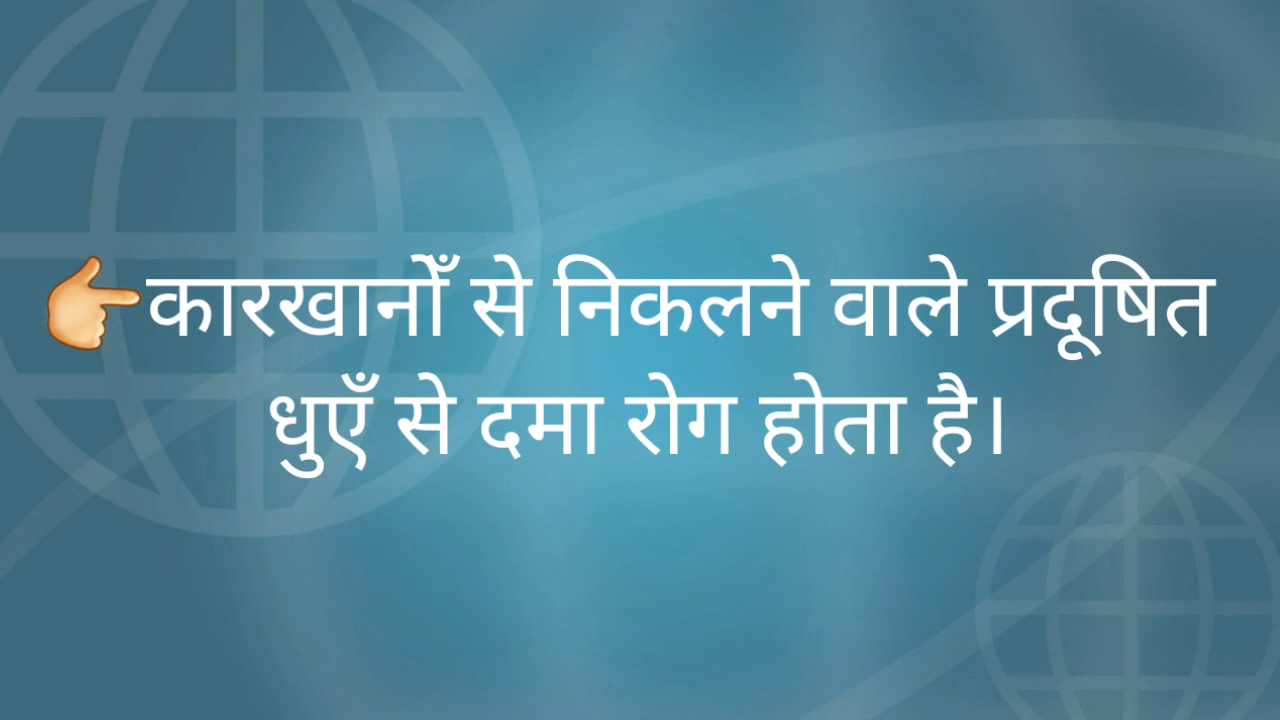 👉कारखानोँ से निकलने वाले प्रदूषित
धुएँ से दमा रोग होता है।